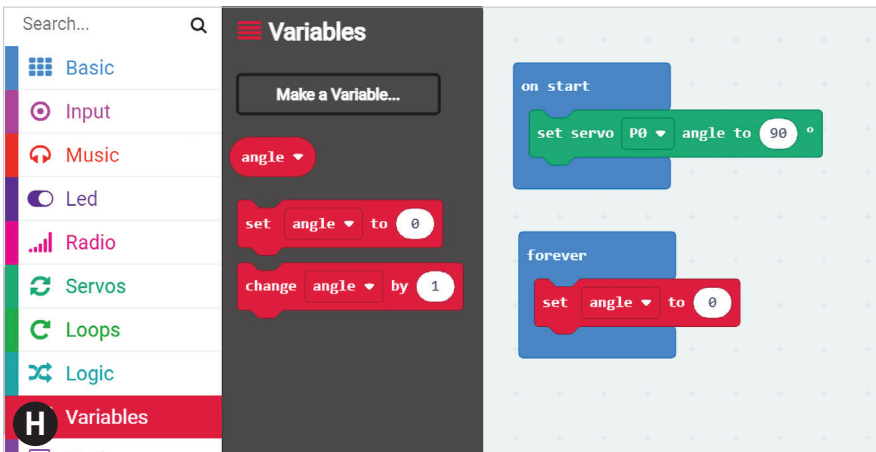 Search...
Basic
Input
Music
Led
Radio
Servos
Loops
Logic
Variables
H
Variables
Make a Variable...
angle
set angle to 0
change angle by 1
on start
set servo P0 angle to 90 °
forever
set angle to 0